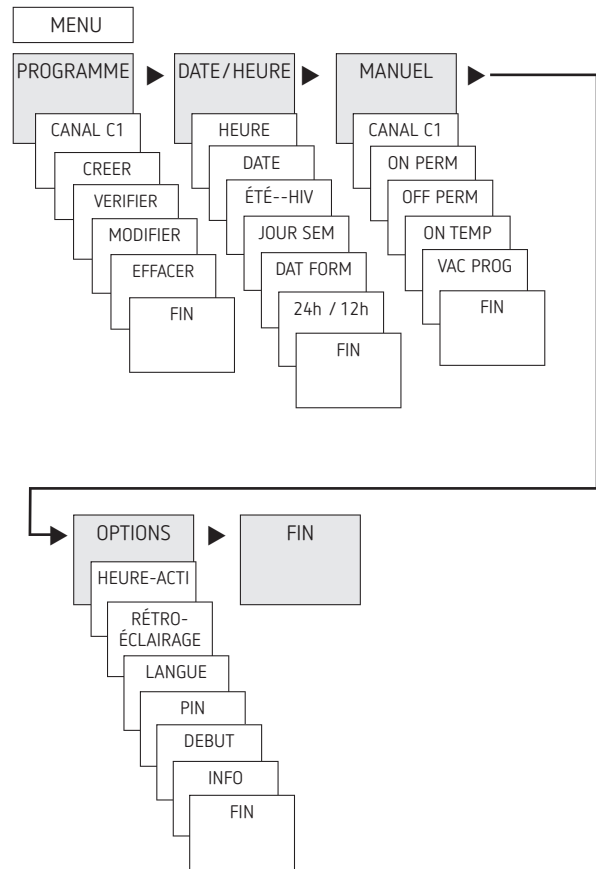 MENU
PROGRAMME
CANAL C1
CREER
VERIFIER
MODIFIER
EFFACER
FIN
DATE/HEURE
HEURE
DATE
ÉTÉ--HIV
JOUR SEM
DAT FORM
24h / 12h
FIN
MANUEL
CANAL C1
ON PERM
OFF PERM
ON TEMP
VAC PROG
FIN
OPTIONS
HEURE-ACTI
RÉTRO-
ÉCLAIRAGE
LANGUE
PIN
DEBUT
INFO
FIN
FIN